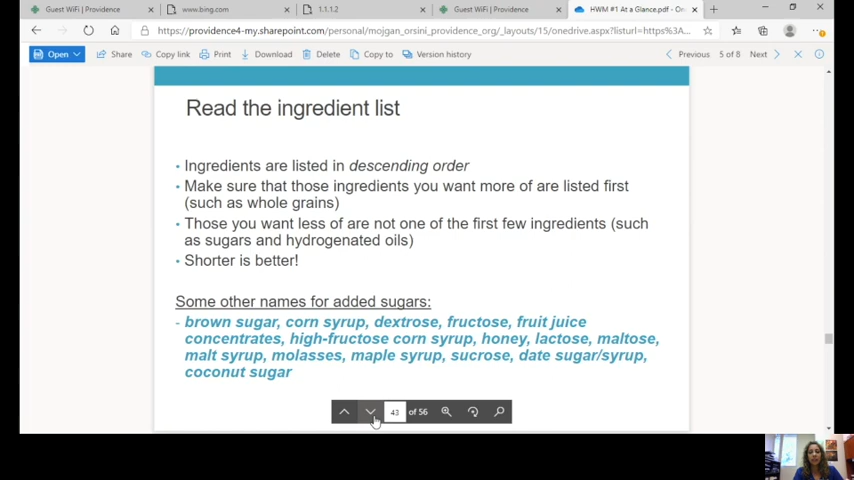 Guest WiFi | Providence
www.bing.com
1.1.1.2
Guest WiFi | Providence
HWM #1 At a Glance.pdf - On
https://providence4-my.sharepoint.com/personal/mojgan_orsini_providence_org/_layouts/15/onedrive.aspx?listurl=https%3A...
Open
Share
Copy link
Print
Download
Delete
Copy to
Version history
Previous
5 of 8
Next
Read the ingredient list
• Ingredients are listed in descending order
• Make sure that those ingredients you want more of are listed first
(such as whole grains)
• Those you want less of are not one of the first few ingredients (such
as sugars and hydrogenated oils)
• Shorter is better!
Some other names for added sugars:
- brown sugar, corn syrup, dextrose, fructose, fruit juice
concentrates, high-fructose corn syrup, honey, lactose, maltose,
malt syrup, molasses, maple syrup, sucrose, date sugar/syrup,
coconut sugar
43 of 56